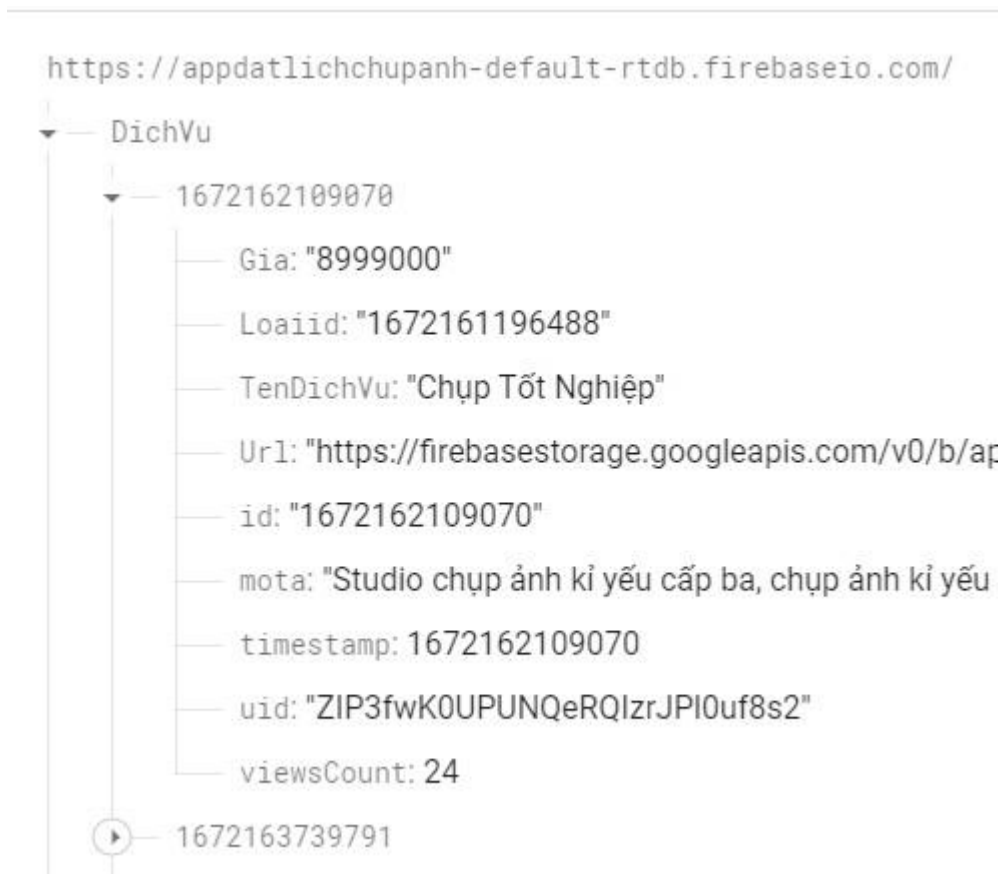 https://appdatlichchupanh-default-rtdb.firebaseio.com/
DichVu
1672162109070
Gia: "8999000"
Loaiid: "1672161196488"
TenDichVu: "Chụp Tốt Nghiệp"
Url: "https://firebasestorage.googleapis.com/v0/b/ap
id: "1672162109070"
mota: "Studio chụp ảnh kỉ yếu cấp ba, chụp ảnh kỉ yếu
timestamp: 1672162109070
uid: "ZIP3fwK0UPUNQeRQIzrJPI0uf8s2"
viewsCount: 24
1672163739791